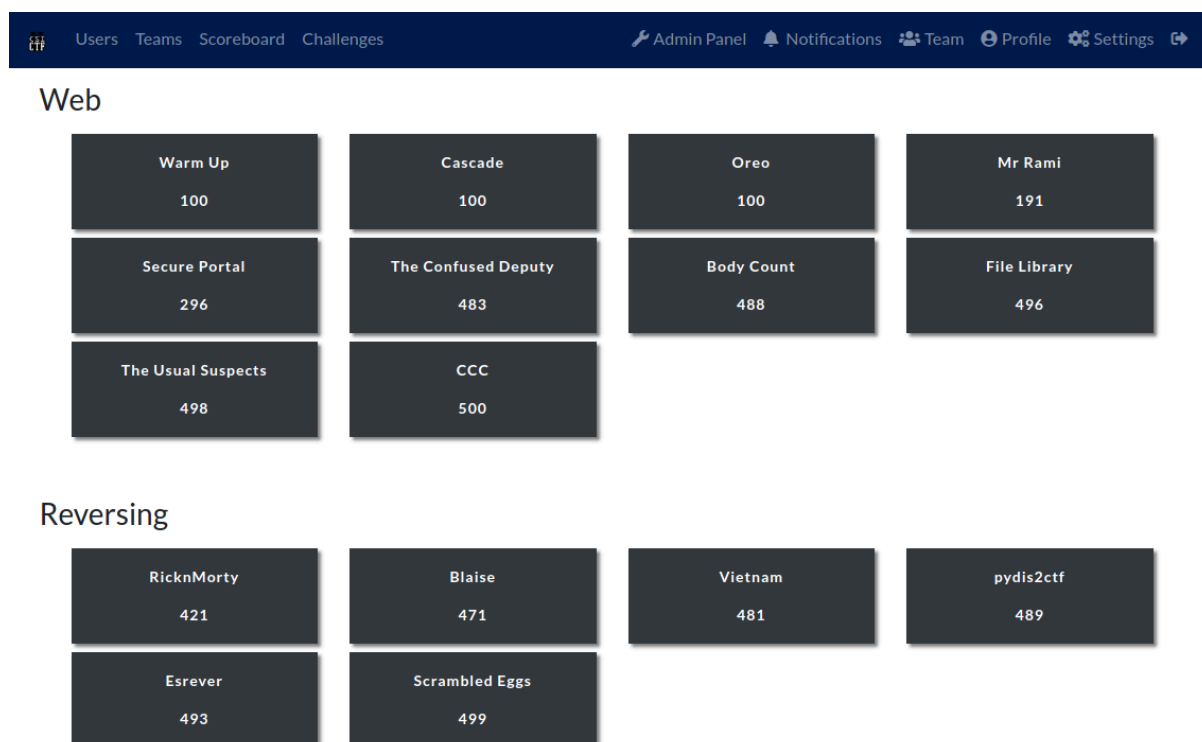 CSI CTF Users Teams Scoreboard Challenges Admin Panel Notifications Team Profile Settings
Web
Warm Up Cascade Oreo Mr Rami
100 100 100 191
Secure Portal The Confused Deputy Body Count File Library
296 483 488 496
The Usual Suspects CCC
498 500
Reversing
RicknMorty Blaise Vietnam pydis2ctf
421 471 481 489
Esrever Scrambled Eggs
493 499